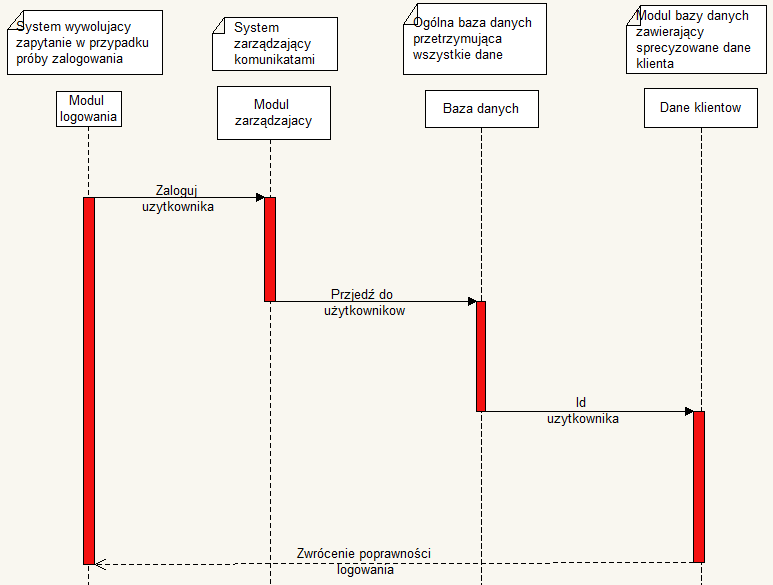 System wywolujacy
zapytanie w przypadku
próby zalogowania
System
zarządzający
komunikatami
Ogólna baza danych
przetrzymująca
wszystkie dane
Modul bazy danych
zawierający
sprecyzowane dane
klienta
Modul
logowania
Modul
zarządzajacy
Baza danych
Dane klientow
Zaloguj
uzytkownika
Przjedź do
użytkownikow
Id
uzytkownika
Zwrócenie poprawności
logowania